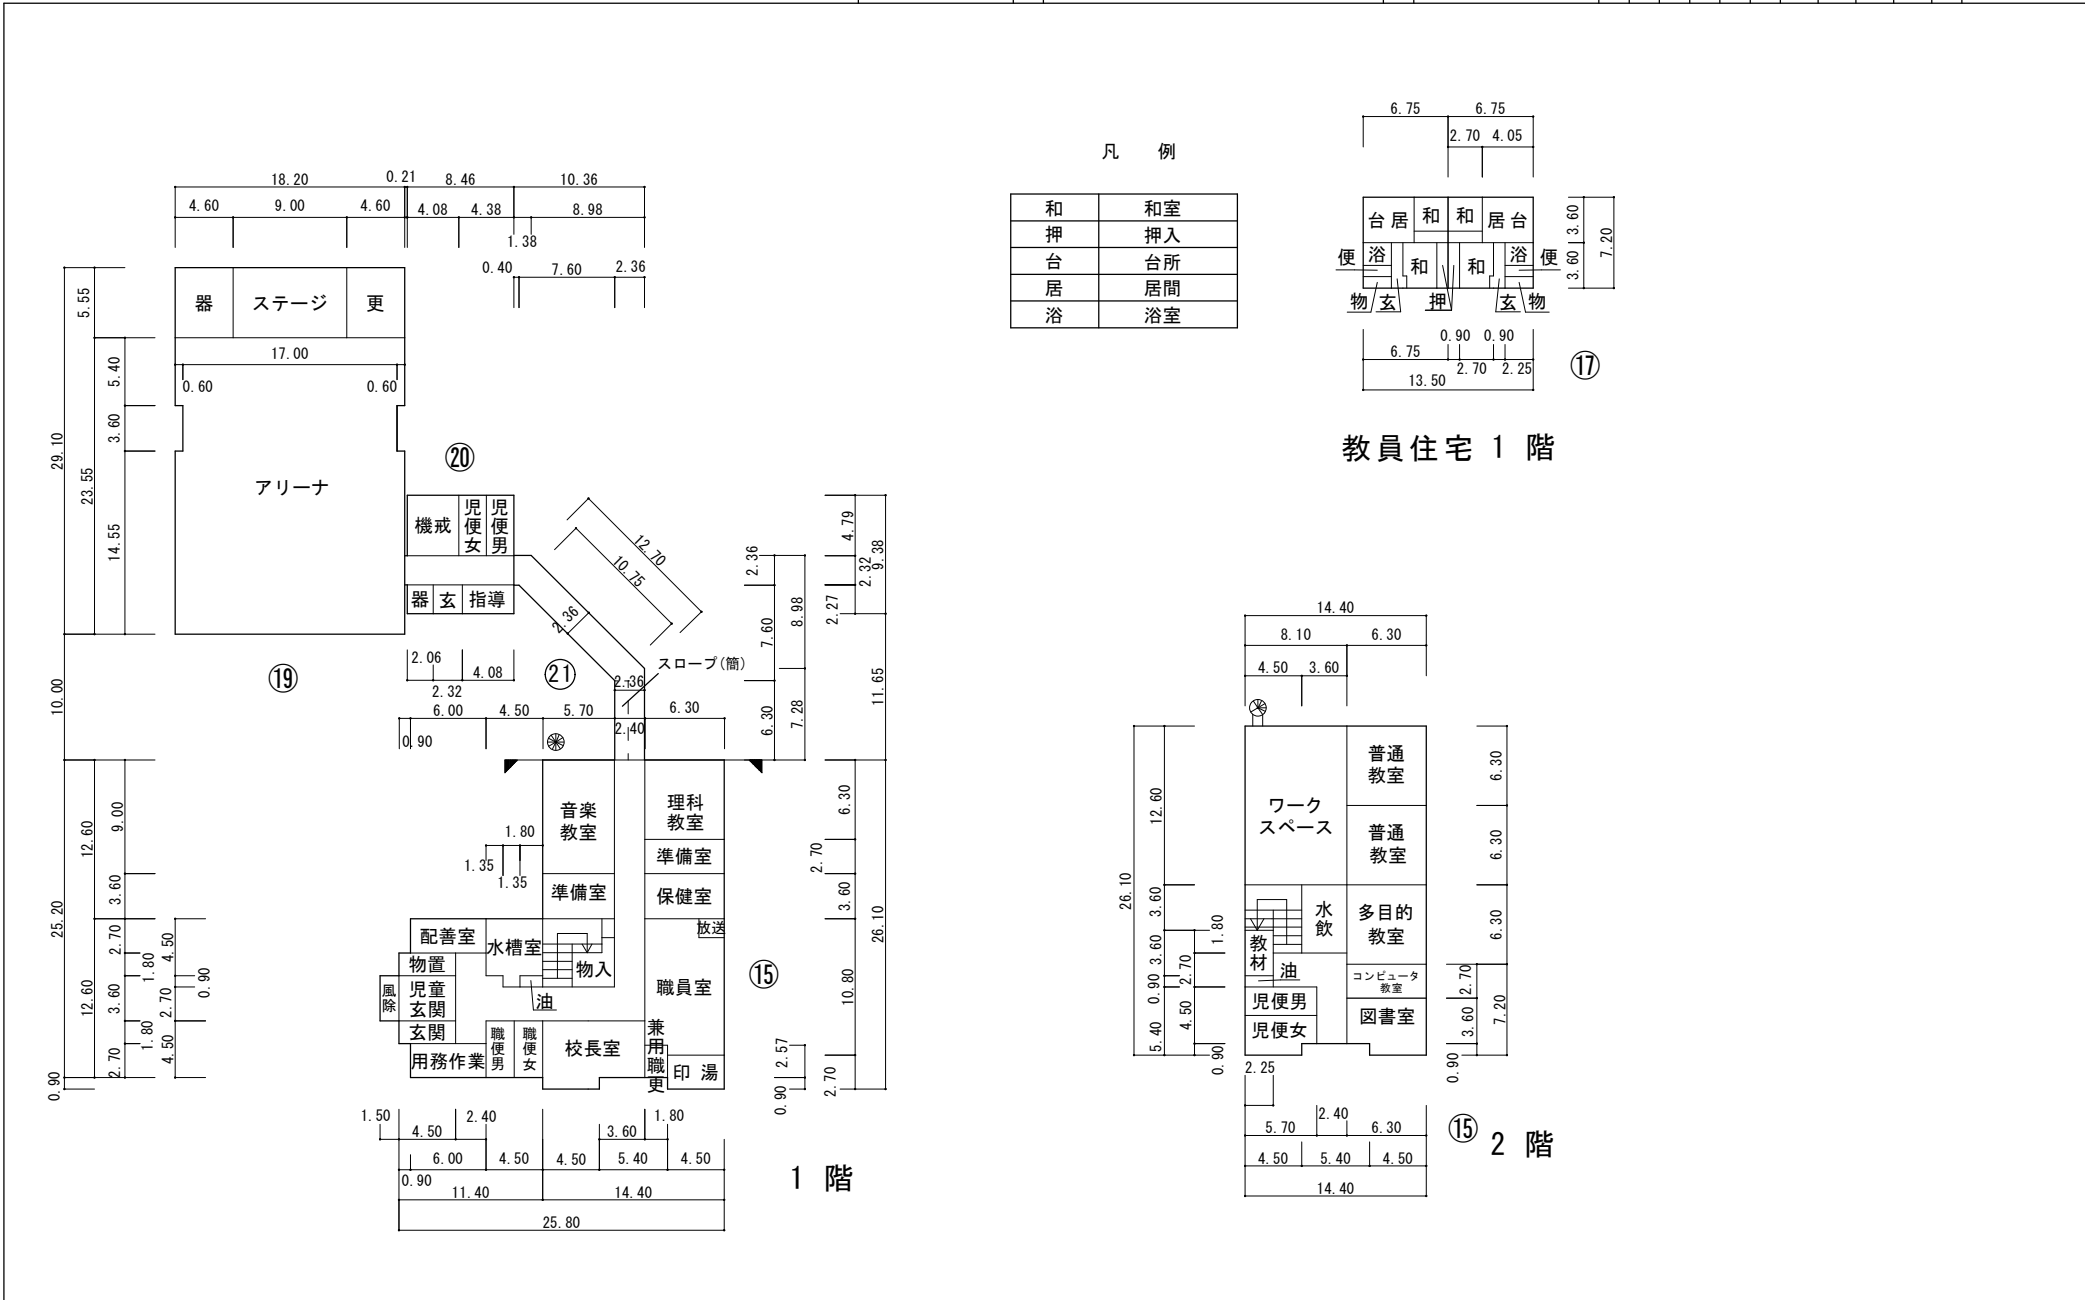 凡 例
和 和室
押 押入
台 台所
居 居間
浴 浴室
6.75 6.75
2.70 4.05
台 居 和 和 居 台
便 浴 和 和 浴 便
物 玄 押 玄 物
3.60
3.60
7.20
0.90 0.90
6.75
2.70 2.25
13.50
⑰
教員住宅 1 階
18.20 0.21 8.46 10.36
4.60 9.00 4.60 4.08 4.38 8.98
1.38
0.40 7.60 2.36
器 ステージ 更
17.00
0.60 0.60
アリーナ
5.55
5.40
3.60
29.10
23.55
14.55
⑳
機戒
児便女
児便男
器 玄 指導
12.70
10.75
2.36
2.36
7.60
8.98
4.79
9.38
2.32
2.27
スロープ(簡)
⑲
㉑
2.06 4.08
2.32
2.36
6.00 4.50 5.70 6.30
2.40
0.90
10.00
6.30
7.28
11.65
音楽
教室
理科
教室
準備室
準備室
保健室
放送
1.80
1.35
1.35
配善室
水槽室
物置
物入
風除
児童
玄関
油
職員室
玄関
用務作業
職便男
職便女
校長室
兼用職更
印 湯
⑮
12.60
9.00
3.60
25.20
2.70
4.50
1.80
0.90
12.60
3.60
2.70
1.80
4.50
2.70
0.90
6.30
2.70
3.60
26.10
10.80
2.57
0.90
2.70
1.50 2.40 1.80
4.50 3.60
6.00 4.50 4.50 5.40 4.50
0.90
11.40 14.40
25.80
1 階
14.40
8.10 6.30
4.50 3.60
ワーク
スペース
普通
教室
普通
教室
水飲
多目的
教室
教材
油
コンピュータ
教室
児便男
児便女
図書室
26.10
12.60
3.60
1.80
3.60
2.70
0.90
4.50
5.40
0.90
6.30
6.30
6.30
2.70
7.20
3.60
0.90
2.25
2.40
5.70 6.30
4.50 5.40 4.50
14.40
⑮ 2 階